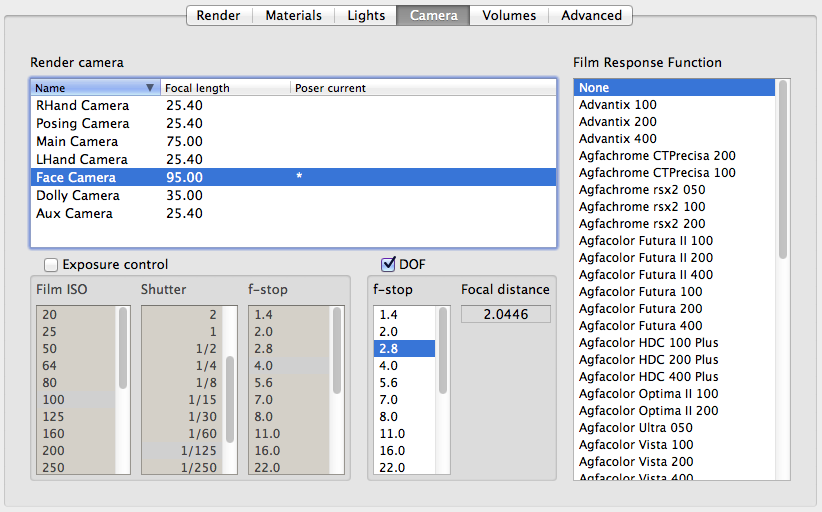 Render Materials Lights Camera Volumes Advanced
Render camera
Name Focal length Poser current
RHand Camera 25.40
Posing Camera 25.40
Main Camera 75.00
LHand Camera 25.40
Face Camera 95.00 *
Dolly Camera 35.00
Aux Camera 25.40
Exposure control
Film ISO Shutter f-stop
20 2 1.4
25 1 2.0
50 1/2 2.8
64 1/4 4.0
80 1/8 5.6
100 1/15 7.0
125 1/30 8.0
160 1/60 11.0
200 1/125 16.0
250 1/250 22.0
DOF
f-stop Focal distance
1.4 2.0446
2.0
2.8
4.0
5.6
7.0
8.0
11.0
16.0
22.0
Film Response Function
None
Advantix 100
Advantix 200
Advantix 400
Agfachrome CTPrecisa 200
Agfachrome CTPrecisa 100
Agfachrome rsx2 050
Agfachrome rsx2 100
Agfachrome rsx2 200
Agfacolor Futura II 100
Agfacolor Futura II 200
Agfacolor Futura II 400
Agfacolor Futura 100
Agfacolor Futura 200
Agfacolor Futura 400
Agfacolor HDC 100 Plus
Agfacolor HDC 200 Plus
Agfacolor HDC 400 Plus
Agfacolor Optima II 100
Agfacolor Optima II 200
Agfacolor Ultra 050
Agfacolor Vista 100
Agfacolor Vista 200
Agfacolor Vista 400